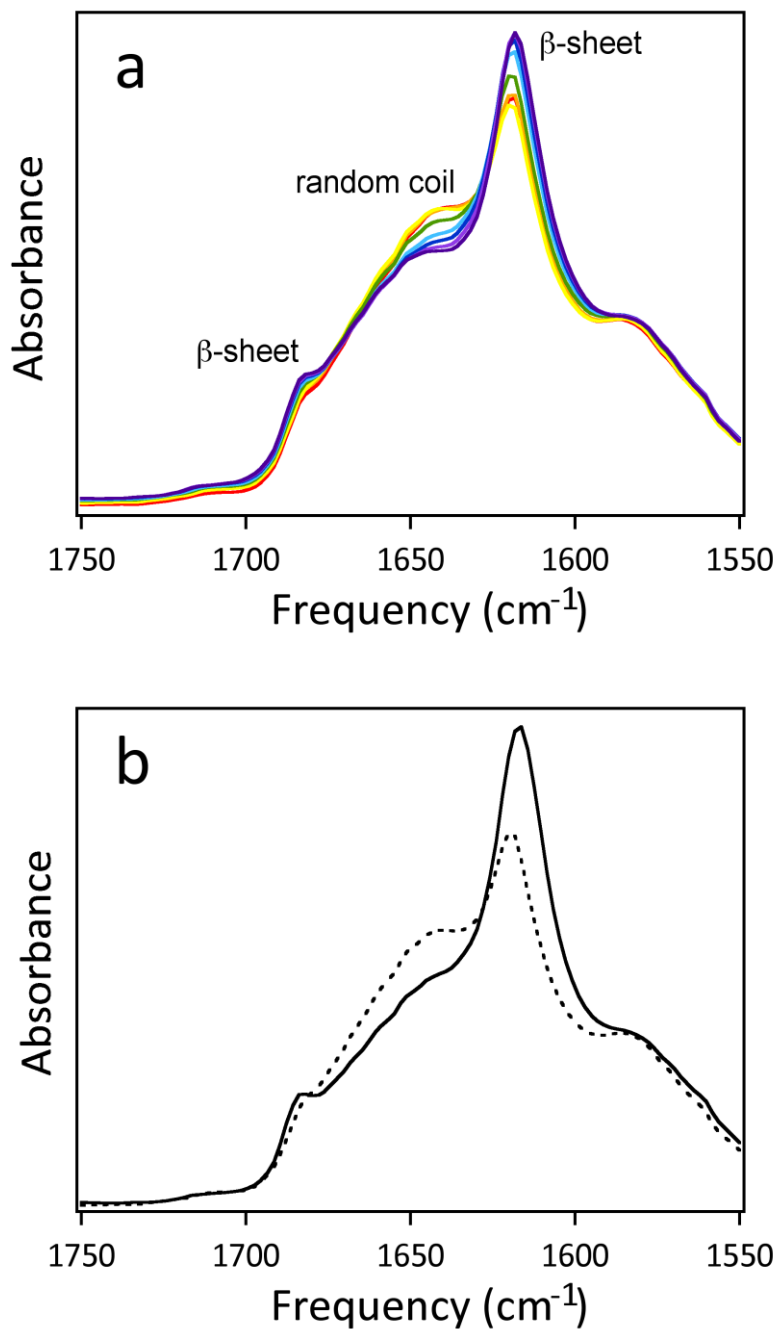 a
β-sheet
random coil
β-sheet
Absorbance
1750 1700 1650 1600 1550
Frequency (cm⁻¹)
b
Absorbance
1750 1700 1650 1600 1550
Frequency (cm⁻¹)